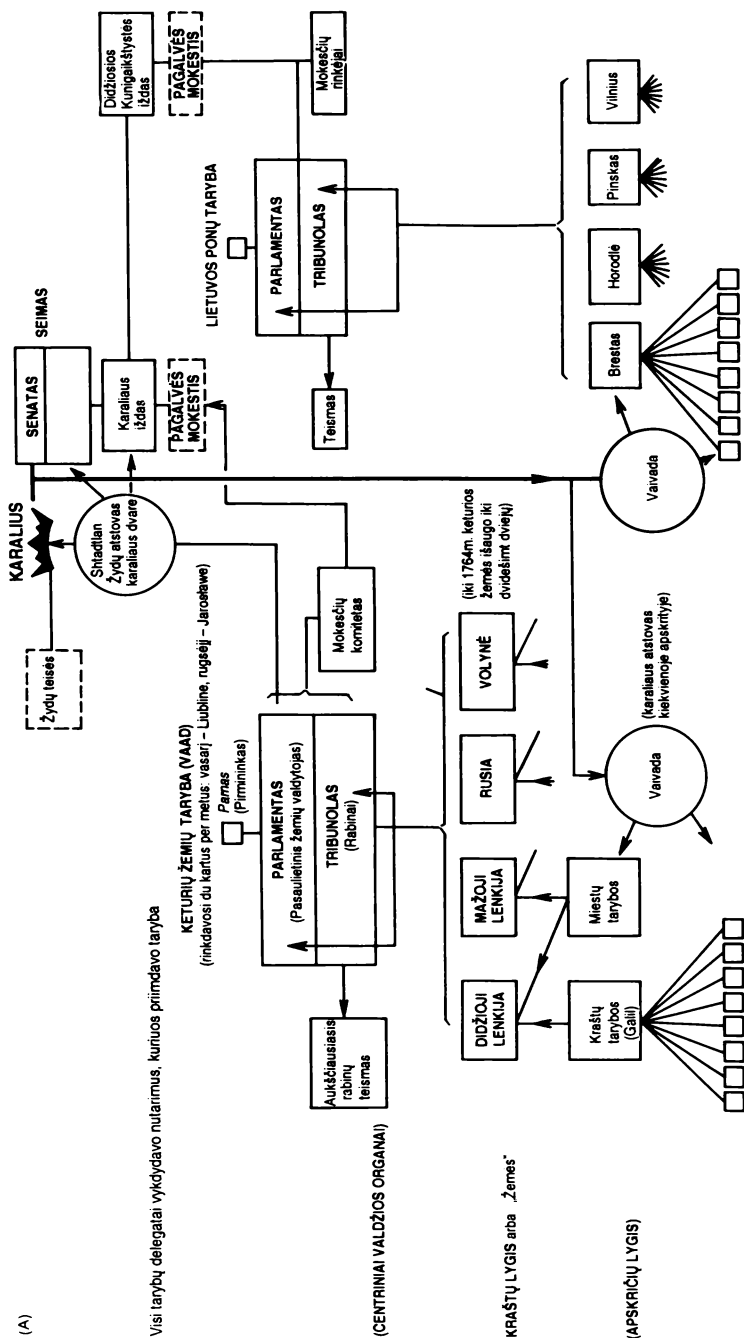 (A)
KARALIUS
SEIMAS
SENATAS
Žydų teisės
Shtadtlan
Žydų atstovas
karaliaus dvare
Karaliaus
iždas
Didžiosios
Kunigaikštystės
iždas
PAGALVĖS
MOKESTIS
PAGALVĖS
MOKESTIS
Visi tarybų delegatai vykdydavo nutarimus, kuriuos priimdavo taryba
KETURIŲ ŽEMIŲ TARYBA (VAAD)
(rinkdavosi du kartus per metus: vasarį – Liubline, rugsėjį – Jarosławe)
Parnas
(Pirmininkas)
PARLAMENTAS
(Pasaulietinis žemių valdytojas)
TRIBUNOLAS
(Rabinai)
Mokesčių
komitetas
Aukščiausiasis
rabinų
teismas
LIETUVOS PONŲ TARYBA
PARLAMENTAS
TRIBUNOLAS
Mokesčių
rinkėjai
Teismas
(CENTRINIAI VALDŽIOS ORGANAI)
KRAŠTŲ LYGIS arba „Žemės"
DIDŽIOJI
LENKIJA
MAŽOJI
LENKIJA
RUSIA
VOLYNĖ
(iki 1764m. keturios
žemės išaugo iki
dvidešimt dviejų)
(APSKRIČIŲ LYGIS)
Kraštų
tarybos
(Galil)
Miestų
tarybos
Vaivada
(karaliaus atstovas
kiekvienoje apskrityje)
Vaivada
Brestas
Horodlė
Pinskas
Vilnius